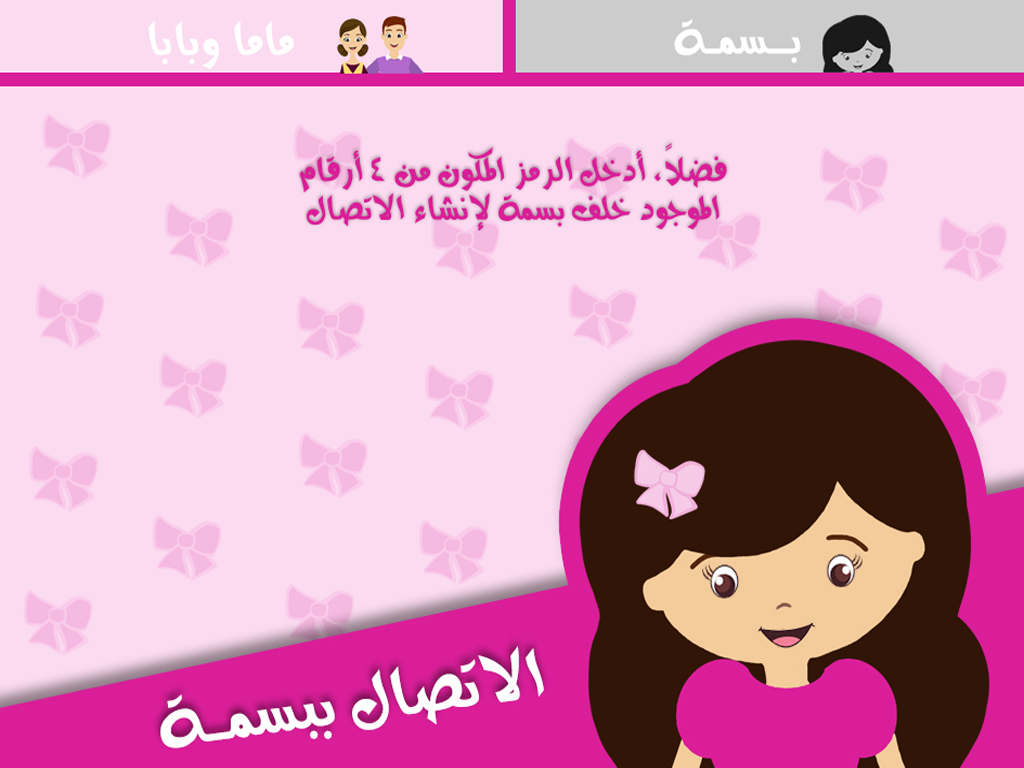 بسمة
ماما وبابا
فضلاً، أدخل الرمز المكون من ٤ أرقام
الموجود خلف بسمة لإنشاء الاتصال
الاتصال ببسمة